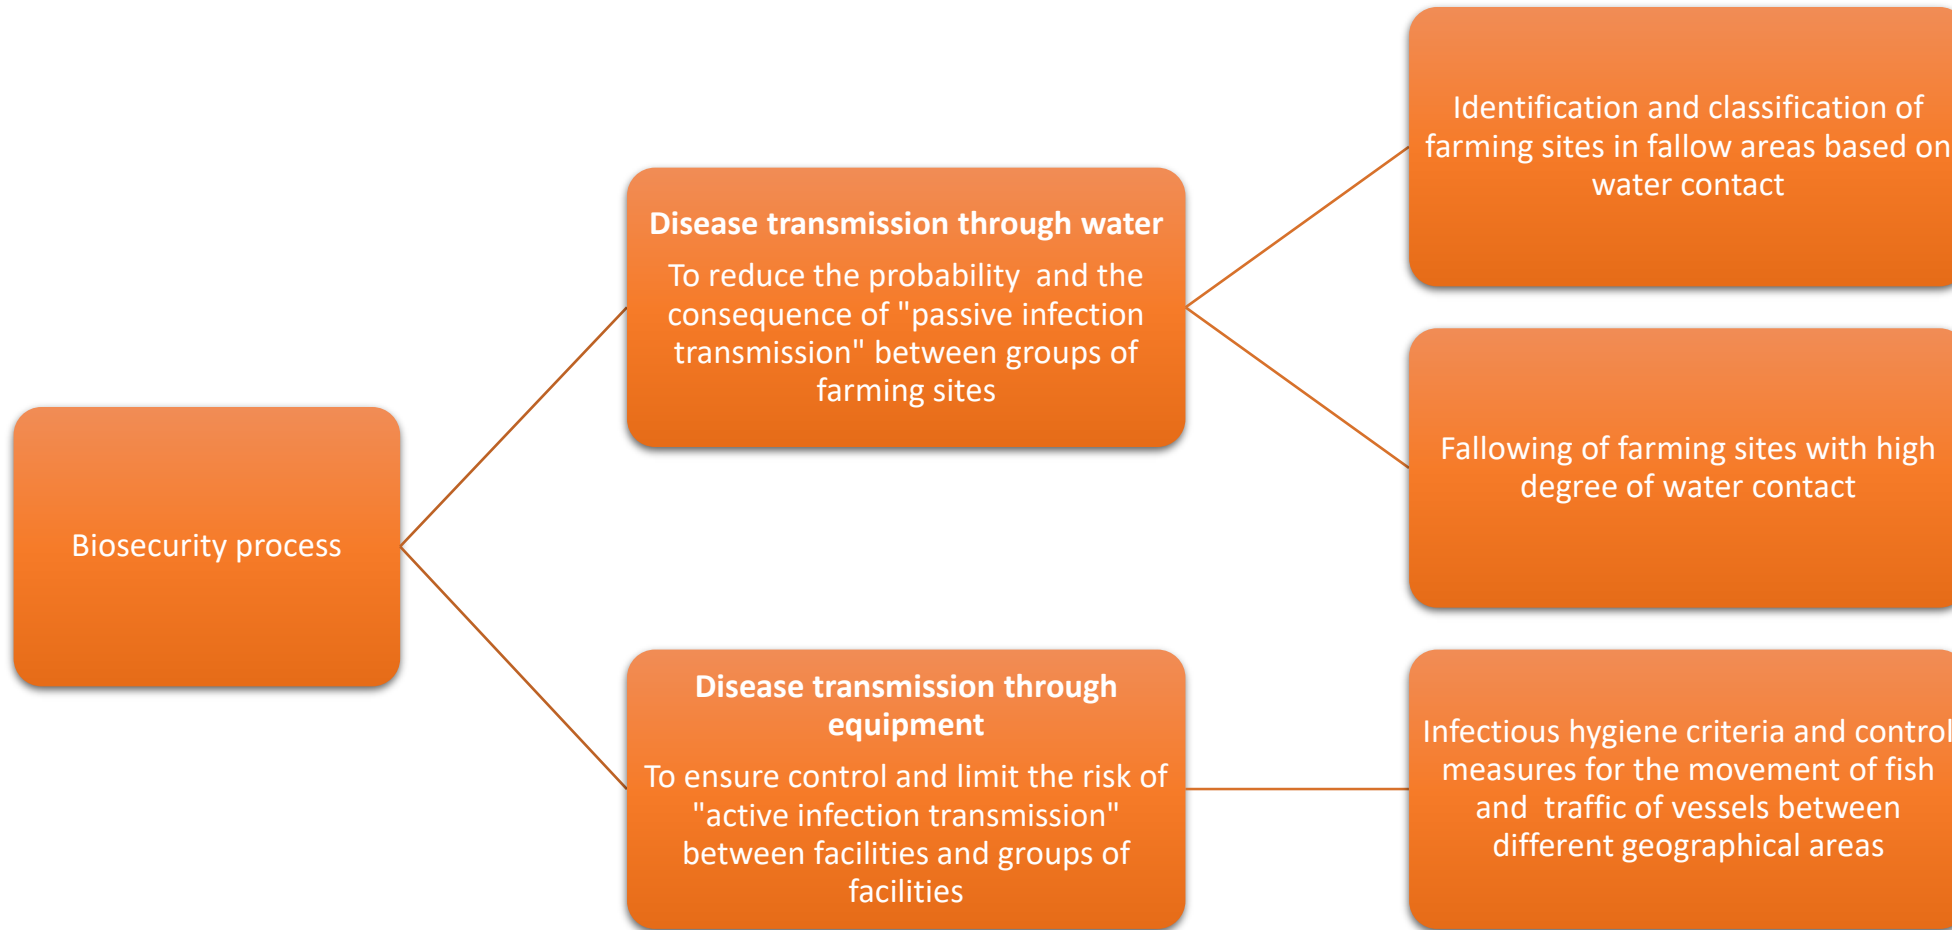 Biosecurity process
Disease transmission through water
To reduce the probability  and the
consequence of "passive infection
transmission" between groups of
farming sites
Disease transmission through
equipment
To ensure control and limit the risk of
"active infection transmission"
between facilities and groups of
facilities
Identification and classification of
farming sites in fallow areas based on
water contact
Fallowing of farming sites with high
degree of water contact
Infectious hygiene criteria and control
measures for the movement of fish
and  traffic of vessels between
different geographical areas